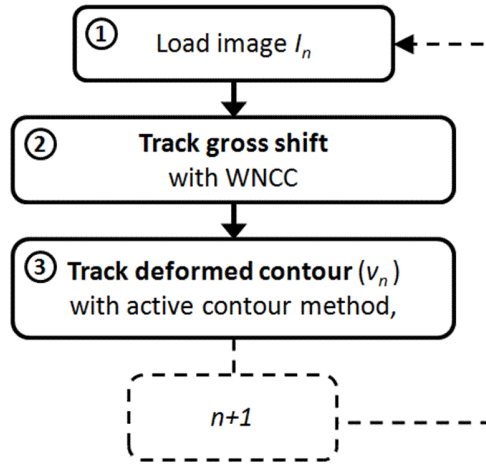 ① Load image Iₙ
② Track gross shift
with WNCC
③ Track deformed contour (vₙ)
with active contour method,
n+1